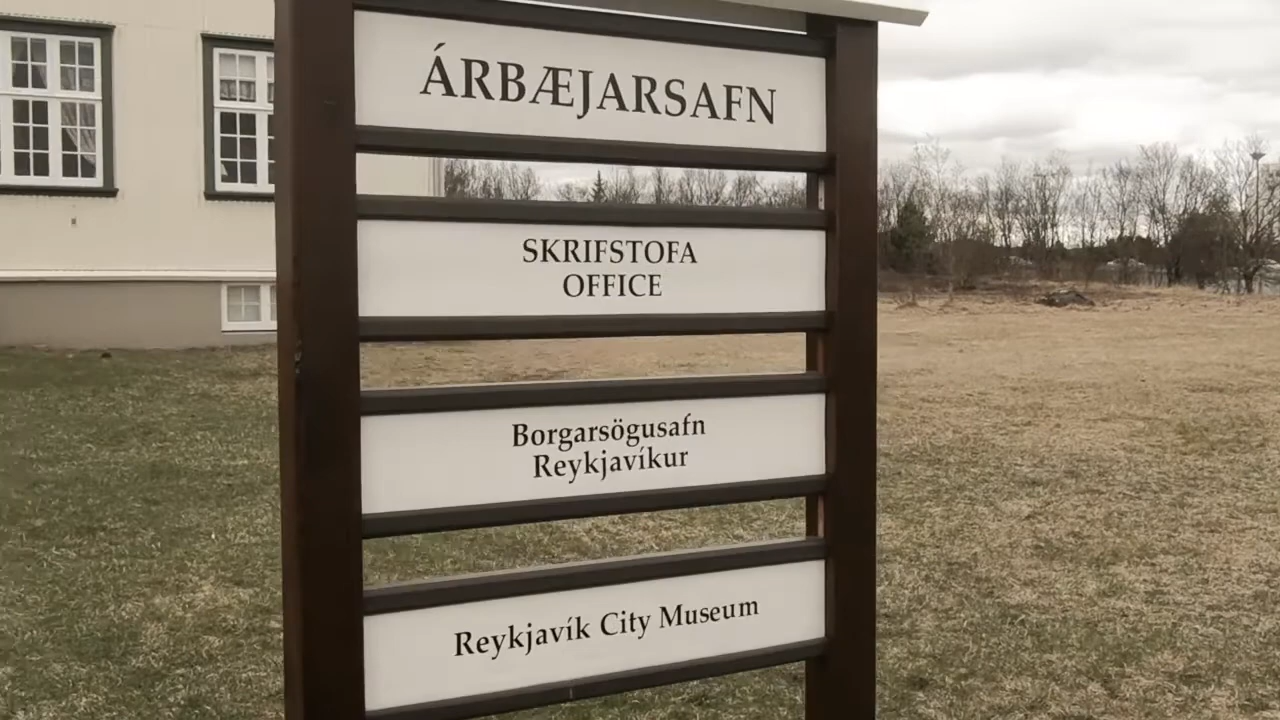 ÁRBÆJARSAFN
SKRIFSTOFA
OFFICE
Borgarsögusafn
Reykjavíkur
Reykjavík City Museum